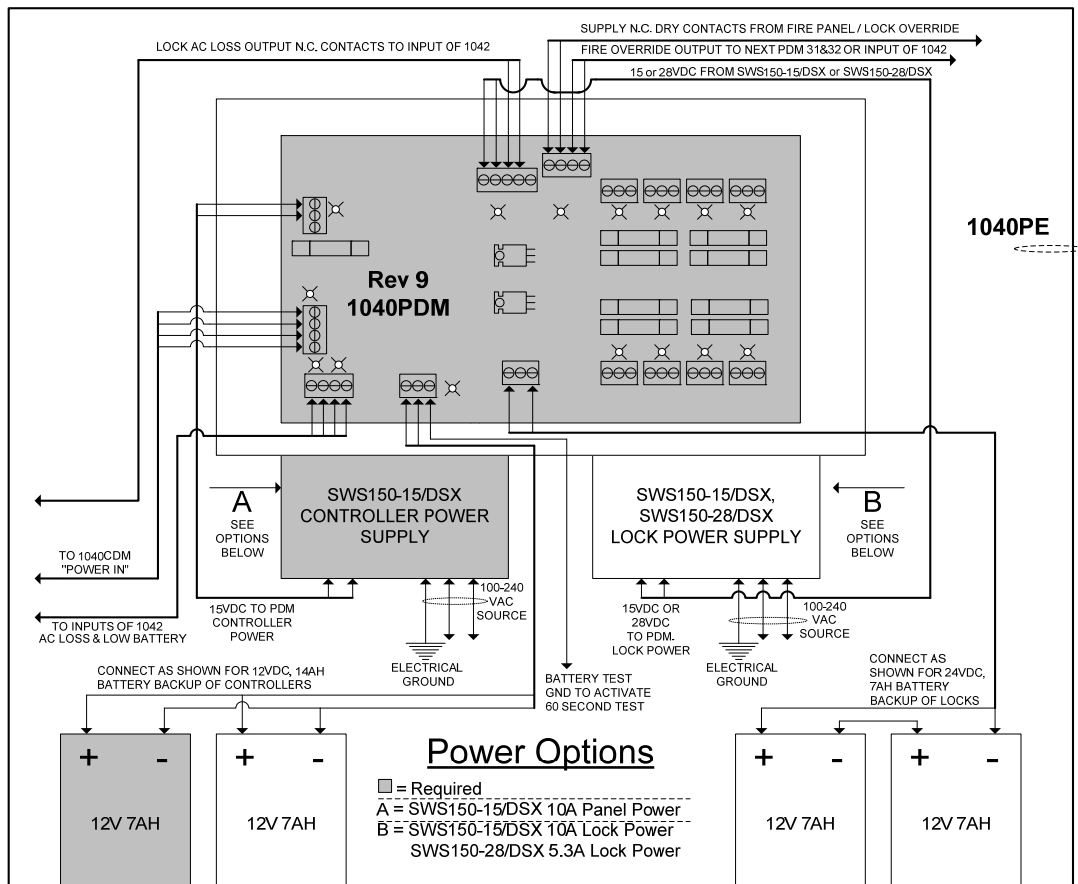 SUPPLY N.C. DRY CONTACTS FROM FIRE PANEL / LOCK OVERRIDE
LOCK AC LOSS OUTPUT N.C. CONTACTS TO INPUT OF 1042
FIRE OVERRIDE OUTPUT TO NEXT PDM 31&32 OR INPUT OF 1042
15 or 28VDC FROM SWS150-15/DSX or SWS150-28/DSX
1040PE
Rev 9
1040PDM
A
SEE
OPTIONS
BELOW
SWS150-15/DSX
CONTROLLER POWER
SUPPLY
SWS150-15/DSX,
SWS150-28/DSX
LOCK POWER SUPPLY
B
SEE
OPTIONS
BELOW
TO 1040CDM
"POWER IN"
TO INPUTS OF 1042
AC LOSS & LOW BATTERY
15VDC TO PDM
CONTROLLER
POWER
100-240
VAC
SOURCE
ELECTRICAL
GROUND
15VDC OR
28VDC
TO PDM.
LOCK POWER
100-240
VAC
SOURCE
ELECTRICAL
GROUND
CONNECT AS SHOWN FOR 12VDC, 14AH
BATTERY BACKUP OF CONTROLLERS
BATTERY TEST
GND TO ACTIVATE
60 SECOND TEST
CONNECT AS
SHOWN FOR 24VDC,
7AH BATTERY
BACKUP OF LOCKS
+ -
12V 7AH
+ -
12V 7AH
Power Options
= Required
A = SWS150-15/DSX 10A Panel Power
B = SWS150-15/DSX 10A Lock Power
SWS150-28/DSX 5.3A Lock Power
+ -
12V 7AH
+ -
12V 7AH